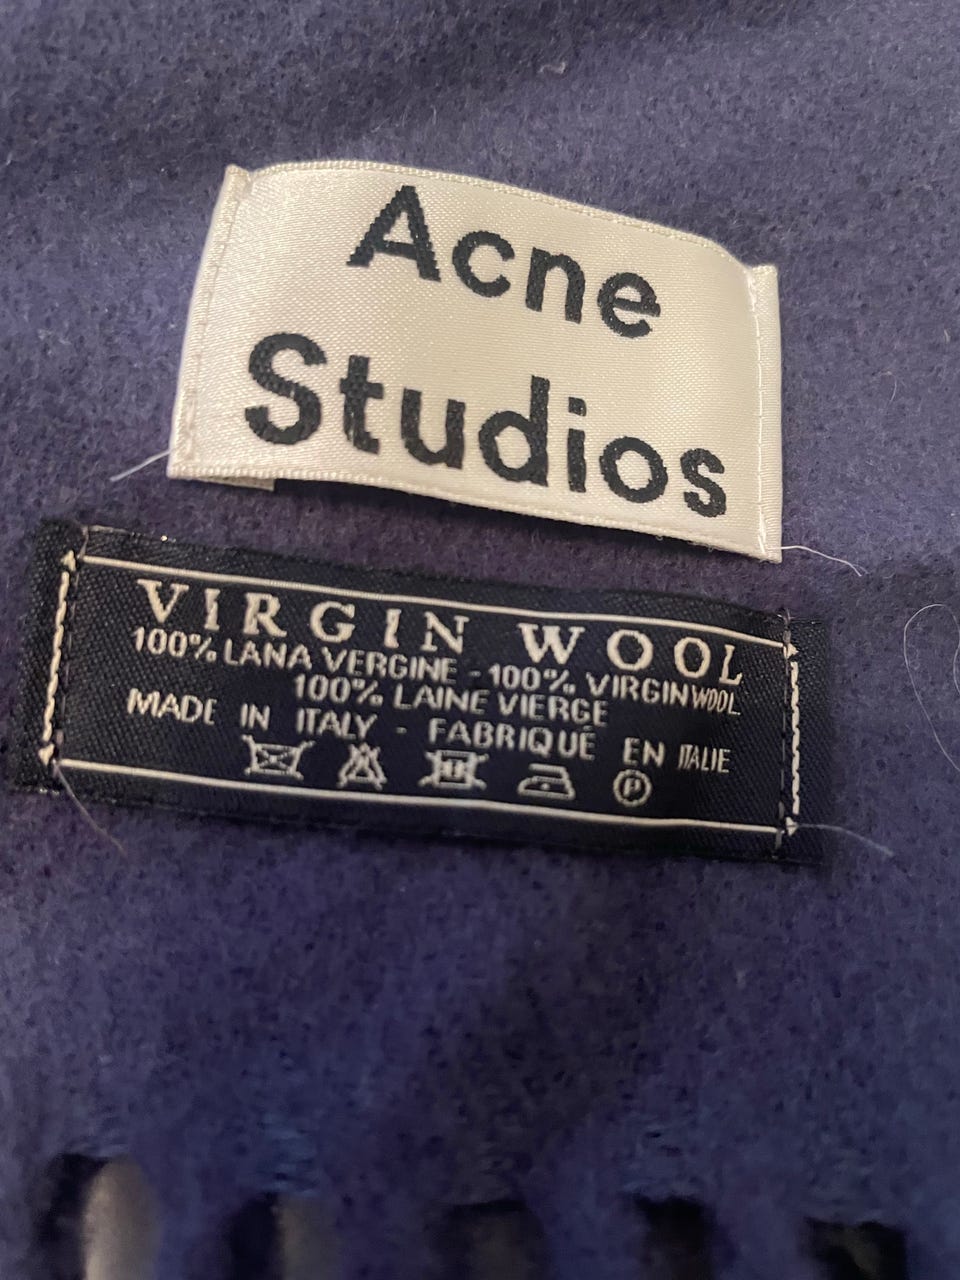 Acne
Studios
VIRGIN WOOL
100% LANA VERGINE - 100% VIRGIN WOOL
100% LAINE VIERGE
MADE IN ITALY - FABRIQUÉ EN ITALIE
P